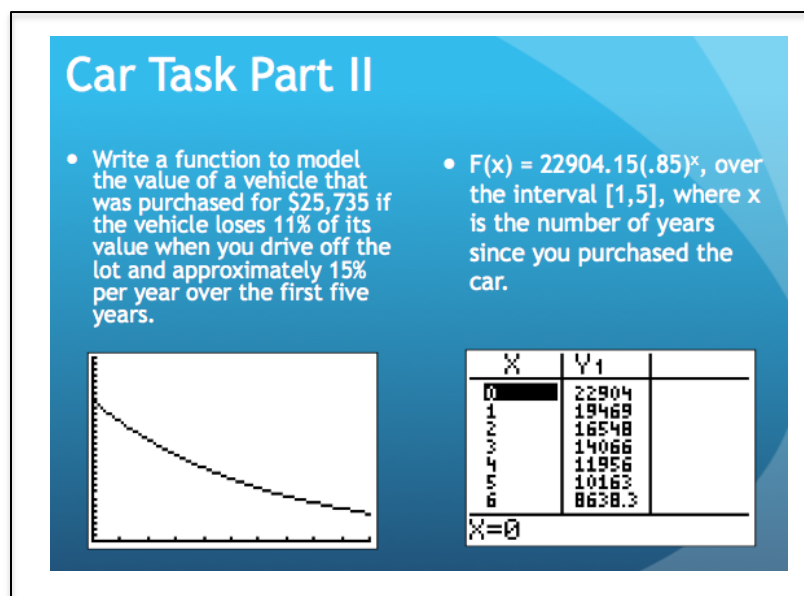 Car Task Part II
• Write a function to model
the value of a vehicle that
was purchased for $25,735 if
the vehicle loses 11% of its
value when you drive off the
lot and approximately 15%
per year over the first five
years.
• F(x) = 22904.15(.85)ˣ, over
the interval [1,5], where x
is the number of years
since you purchased the
car.
X Y₁
0 22904
1 19469
2 16548
3 14066
4 11956
5 10163
6 8638.3
X=0